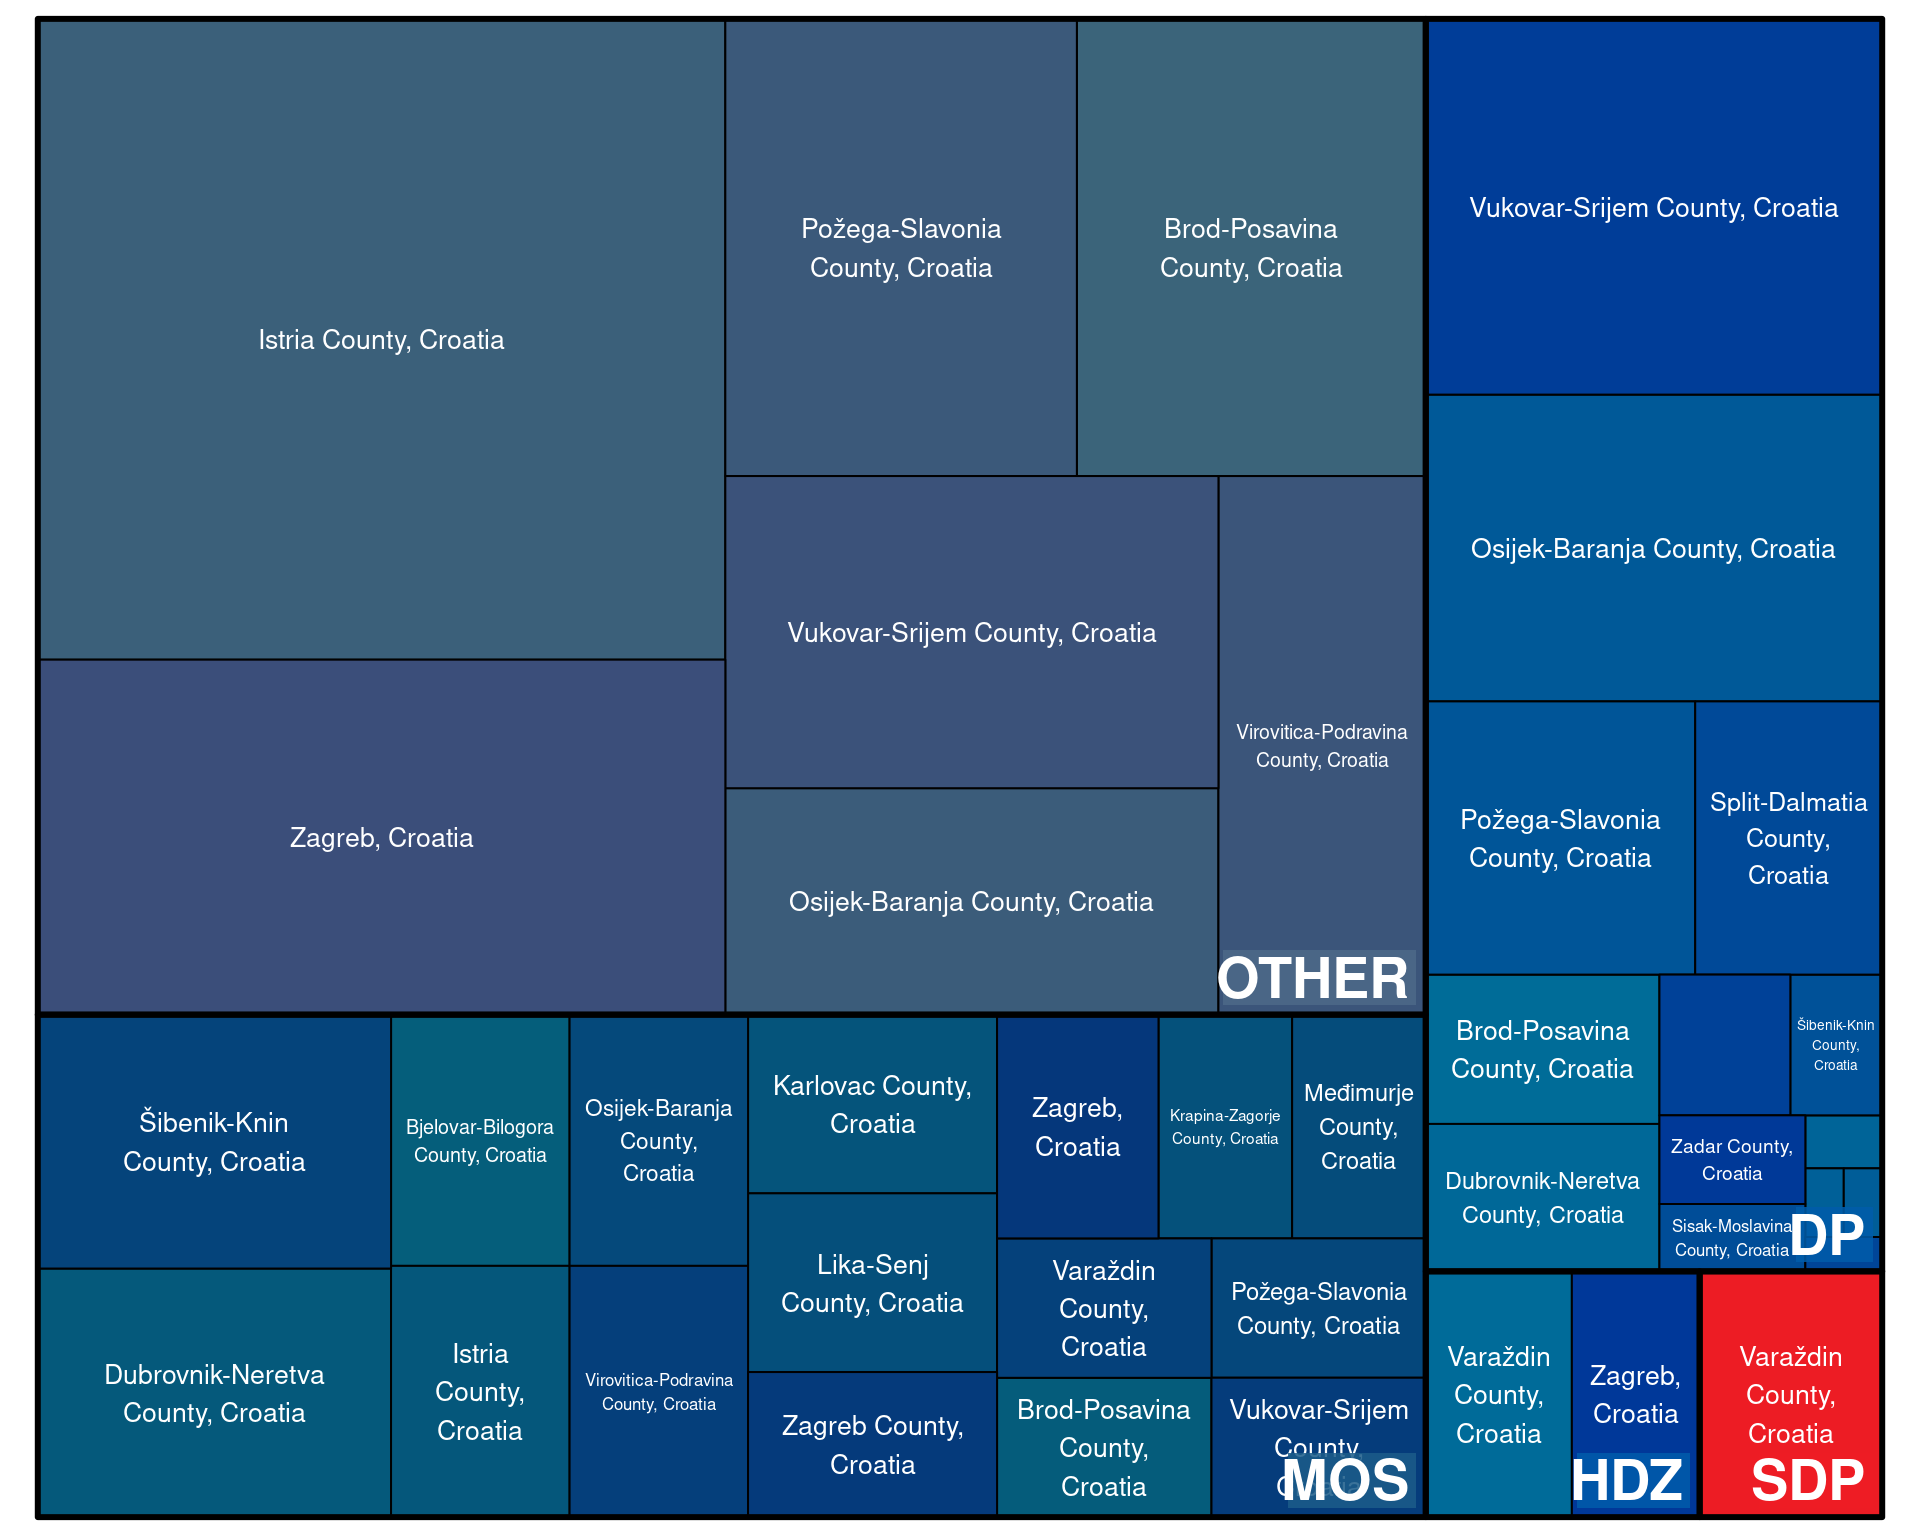 Istria County, Croatia
Požega-Slavonia
County, Croatia
Brod-Posavina
County, Croatia
Zagreb, Croatia
Vukovar-Srijem County, Croatia
Virovitica-Podravina
County, Croatia
Osijek-Baranja County, Croatia
OTHER
Vukovar-Srijem County, Croatia
Osijek-Baranja County, Croatia
Požega-Slavonia
County, Croatia
Split-Dalmatia
County,
Croatia
Brod-Posavina
County, Croatia
Šibenik-Knin
County,
Croatia
Dubrovnik-Neretva
County, Croatia
Zadar County,
Croatia
Sisak-Moslavina
County, Croatia
DP
Šibenik-Knin
County, Croatia
Dubrovnik-Neretva
County, Croatia
Bjelovar-Bilogora
County, Croatia
Osijek-Baranja
County,
Croatia
Istria
County,
Croatia
Virovitica-Podravina
County, Croatia
Karlovac County,
Croatia
Lika-Senj
County, Croatia
Zagreb County,
Croatia
Zagreb,
Croatia
Krapina-Zagorje
County, Croatia
Međimurje
County,
Croatia
Varaždin
County,
Croatia
Požega-Slavonia
County, Croatia
Brod-Posavina
County,
Croatia
Vukovar-Srijem
County,
MOS
Varaždin
County,
Croatia
Zagreb,
Croatia
HDZ
Varaždin
County,
Croatia
SDP